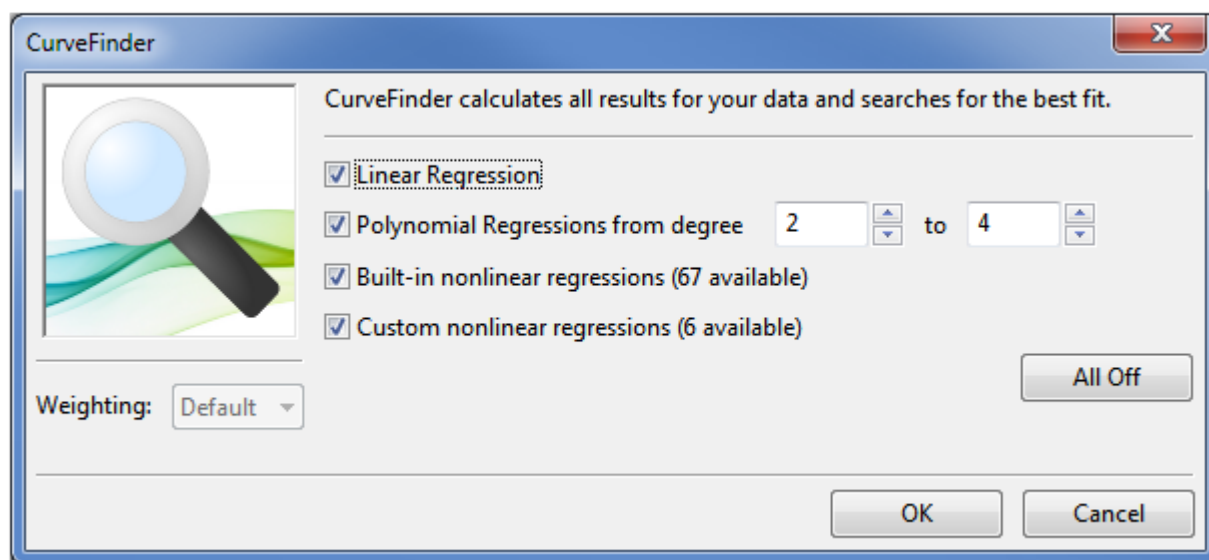 CurveFinder
CurveFinder calculates all results for your data and searches for the best fit.
Linear Regression
Polynomial Regressions from degree 2 to 4
Built-in nonlinear regressions (67 available)
Custom nonlinear regressions (6 available)
All Off
Weighting: Default
OK Cancel